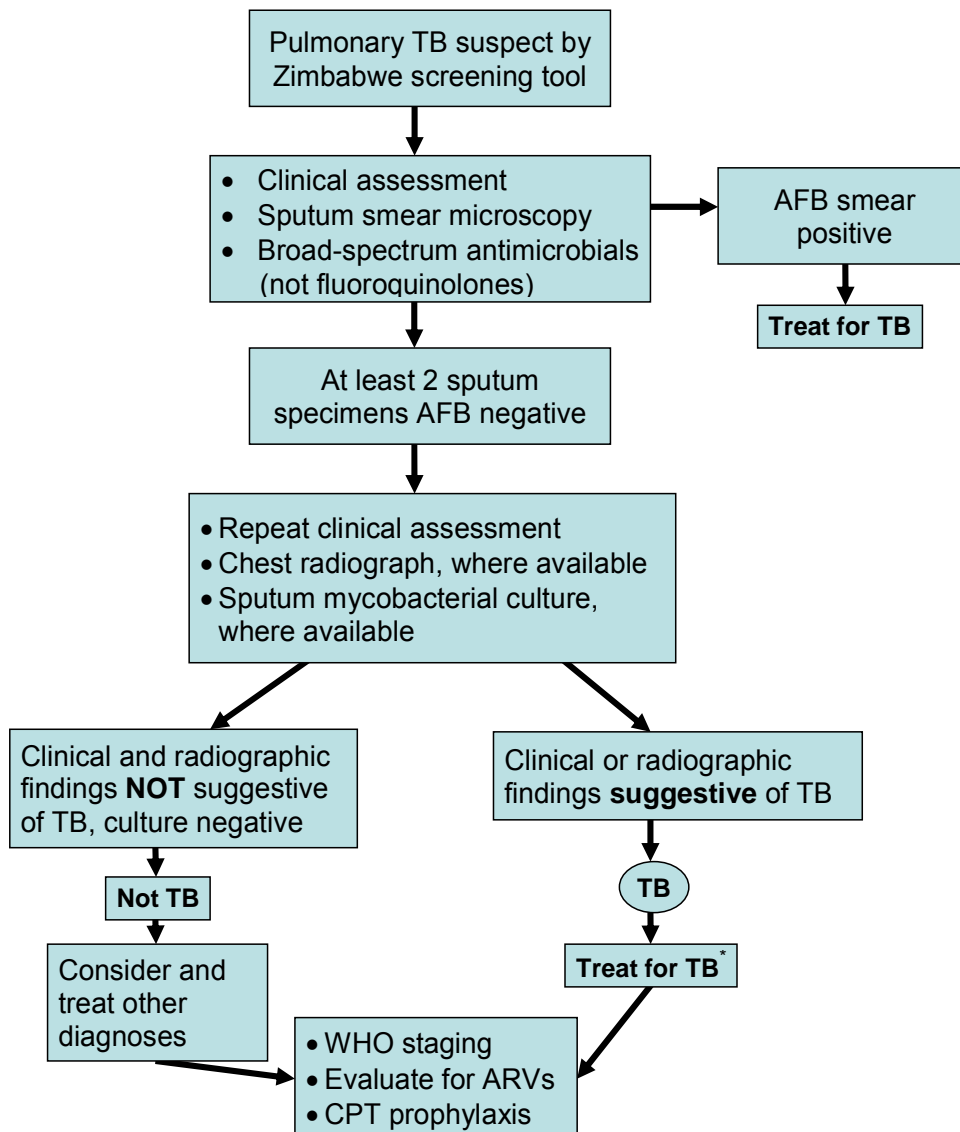 Pulmonary TB suspect by
Zimbabwe screening tool
• Clinical assessment
• Sputum smear microscopy
• Broad-spectrum antimicrobials
(not fluoroquinolones)
AFB smear
positive
Treat for TB
At least 2 sputum
specimens AFB negative
• Repeat clinical assessment
• Chest radiograph, where available
• Sputum mycobacterial culture,
where available
Clinical and radiographic
findings NOT suggestive
of TB, culture negative
Not TB
Consider and
treat other
diagnoses
Clinical or radiographic
findings suggestive of TB
TB
Treat for TB*
• WHO staging
• Evaluate for ARVs
• CPT prophylaxis